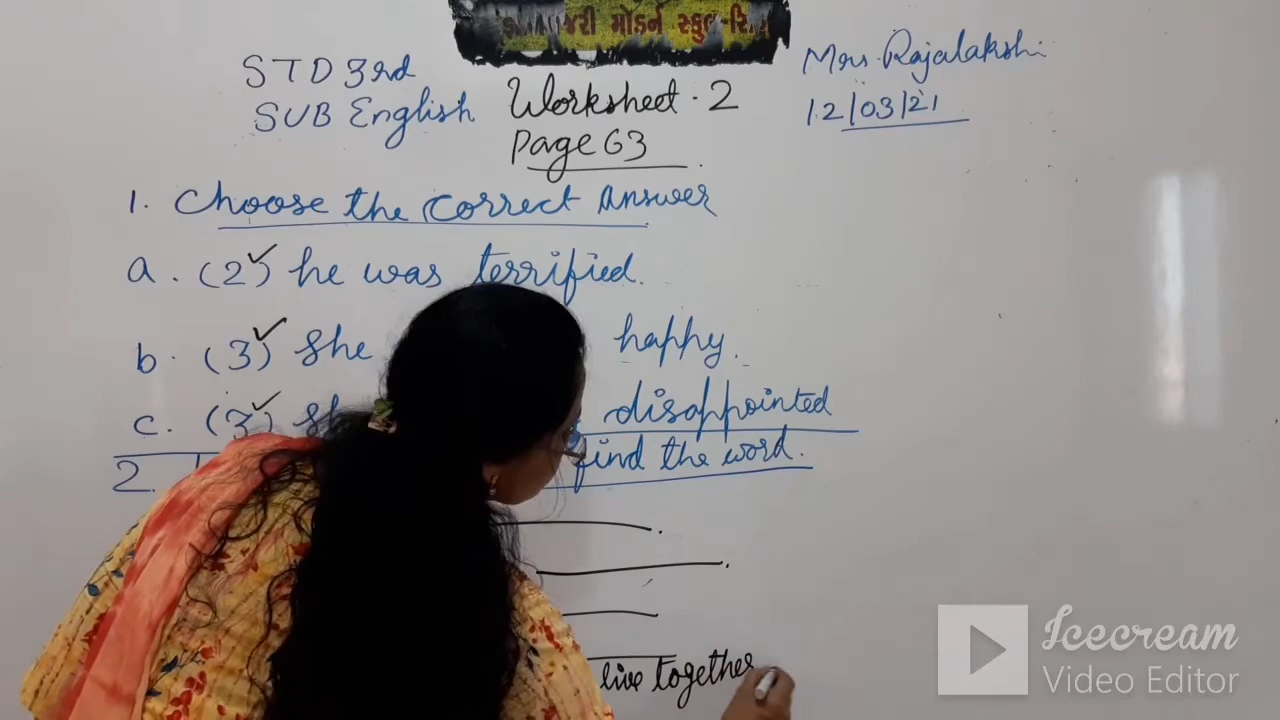 મોડર્ન સ્કુલ
STD 3rd
SUB English
Worksheet - 2
Page 63
Mrs. Rajalakshi
12/03/21
1. Choose the correct Answer
a. (2) he was terrified.
b. (3) She happy.
c. (3) disappointed
2. find the word.
live together
Icecream
Video Editor